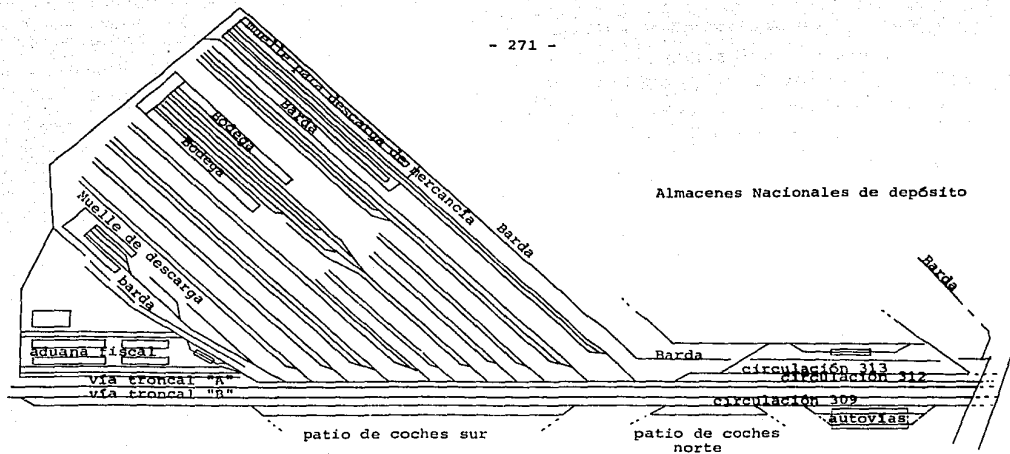 - 271 -
muelle para descarga de mercancía
Barda
Barda
Bodega
Bodega
Almacenes Nacionales de depósito
Barda
Muelle de descarga
barda
aduana fiscal
Barda
circulación 313
circulación 312
vía troncal "A"
vía troncal "B"
circulación 309
autovías
patio de coches sur
patio de coches
norte